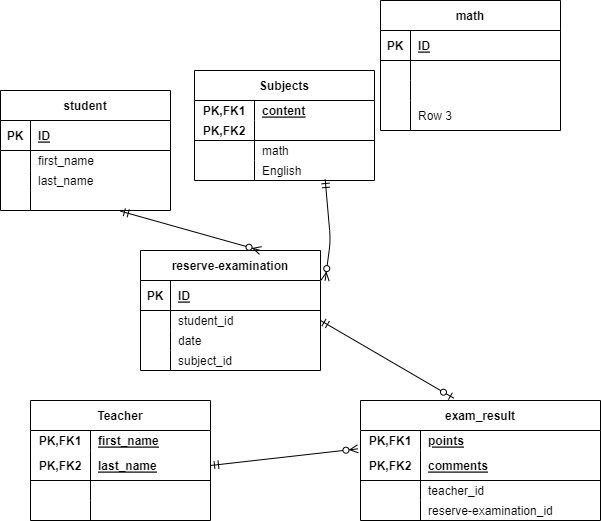 math
PK ID
Row 3
Subjects
PK,FK1 content
PK,FK2
math
English
student
PK ID
first_name
last_name
reserve-examination
PK ID
student_id
date
subject_id
Teacher
PK,FK1 first_name
PK,FK2 last_name
exam_result
PK,FK1 points
PK,FK2 comments
teacher_id
reserve-examination_id